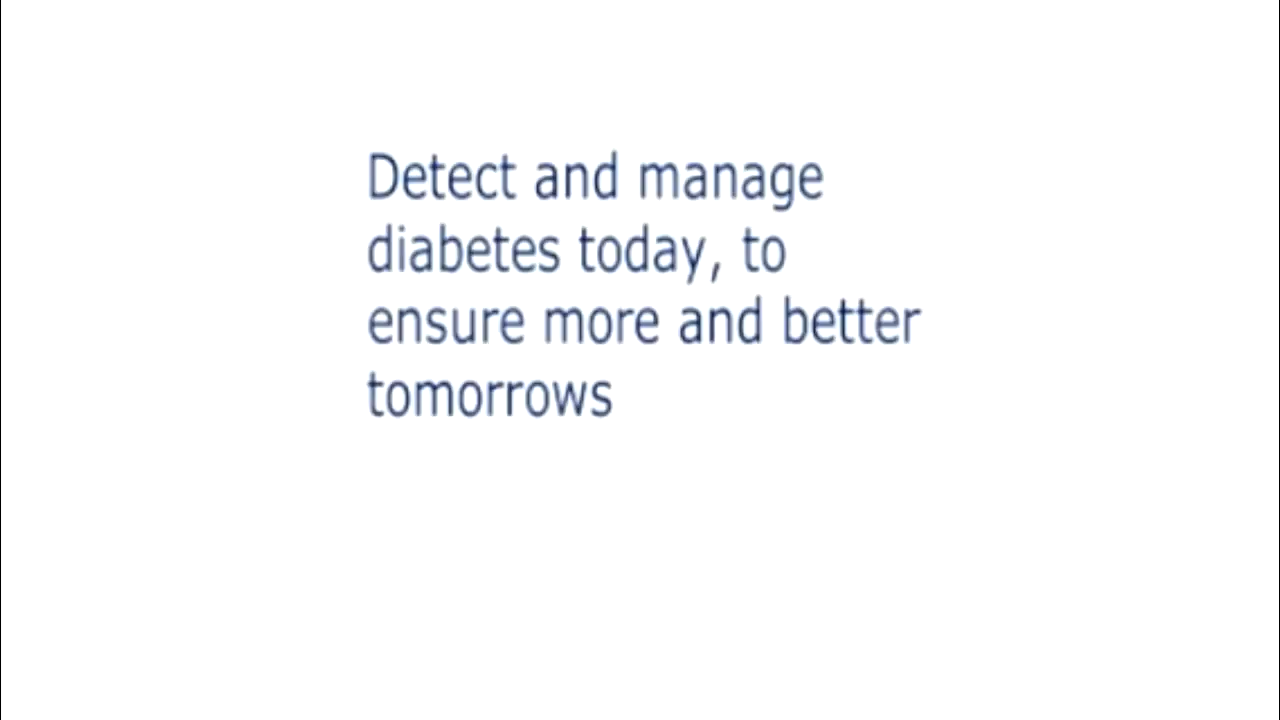 Detect and manage
diabetes today, to
ensure more and better
tomorrows